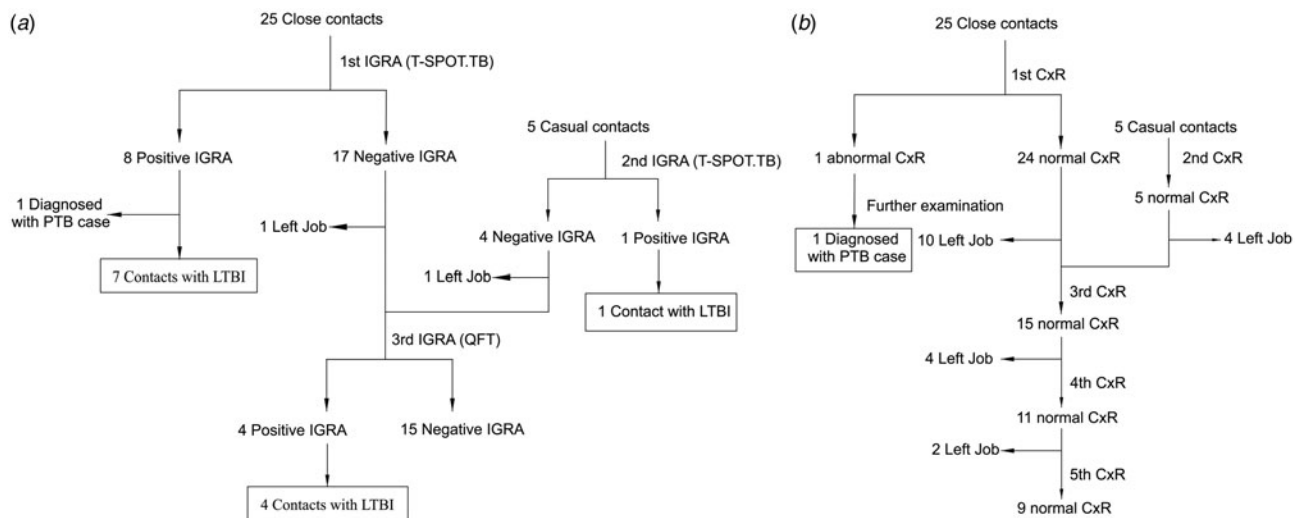 (a)
25 Close contacts
1st IGRA (T-SPOT.TB)
8 Positive IGRA
17 Negative IGRA
5 Casual contacts
2nd IGRA (T-SPOT.TB)
1 Diagnosed
with PTB case
1 Left Job
4 Negative IGRA
1 Positive IGRA
7 Contacts with LTBI
1 Left Job
1 Contact with LTBI
3rd IGRA (QFT)
4 Positive IGRA
15 Negative IGRA
4 Contacts with LTBI
(b)
25 Close contacts
1st CxR
5 Casual contacts
1 abnormal CxR
24 normal CxR
2nd CxR
5 normal CxR
Further examination
1 Diagnosed
with PTB case
10 Left Job
4 Left Job
3rd CxR
15 normal CxR
4 Left Job
4th CxR
11 normal CxR
2 Left Job
5th CxR
9 normal CxR